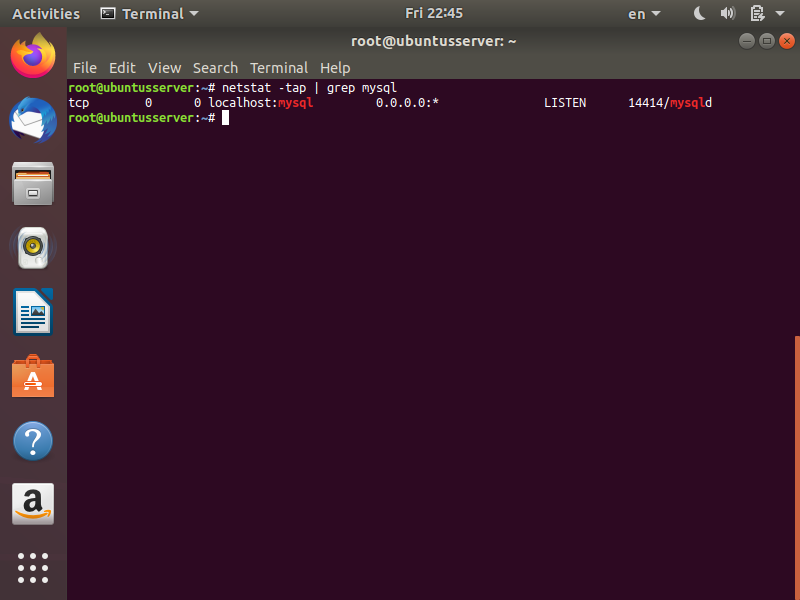 Activities Terminal Fri 22:45 en
root@ubuntusserver: ~
File Edit View Search Terminal Help
root@ubuntusserver:~# netstat -tap | grep mysql
tcp 0 0 localhost:mysql 0.0.0.0:* LISTEN 14414/mysqld
root@ubuntusserver:~#